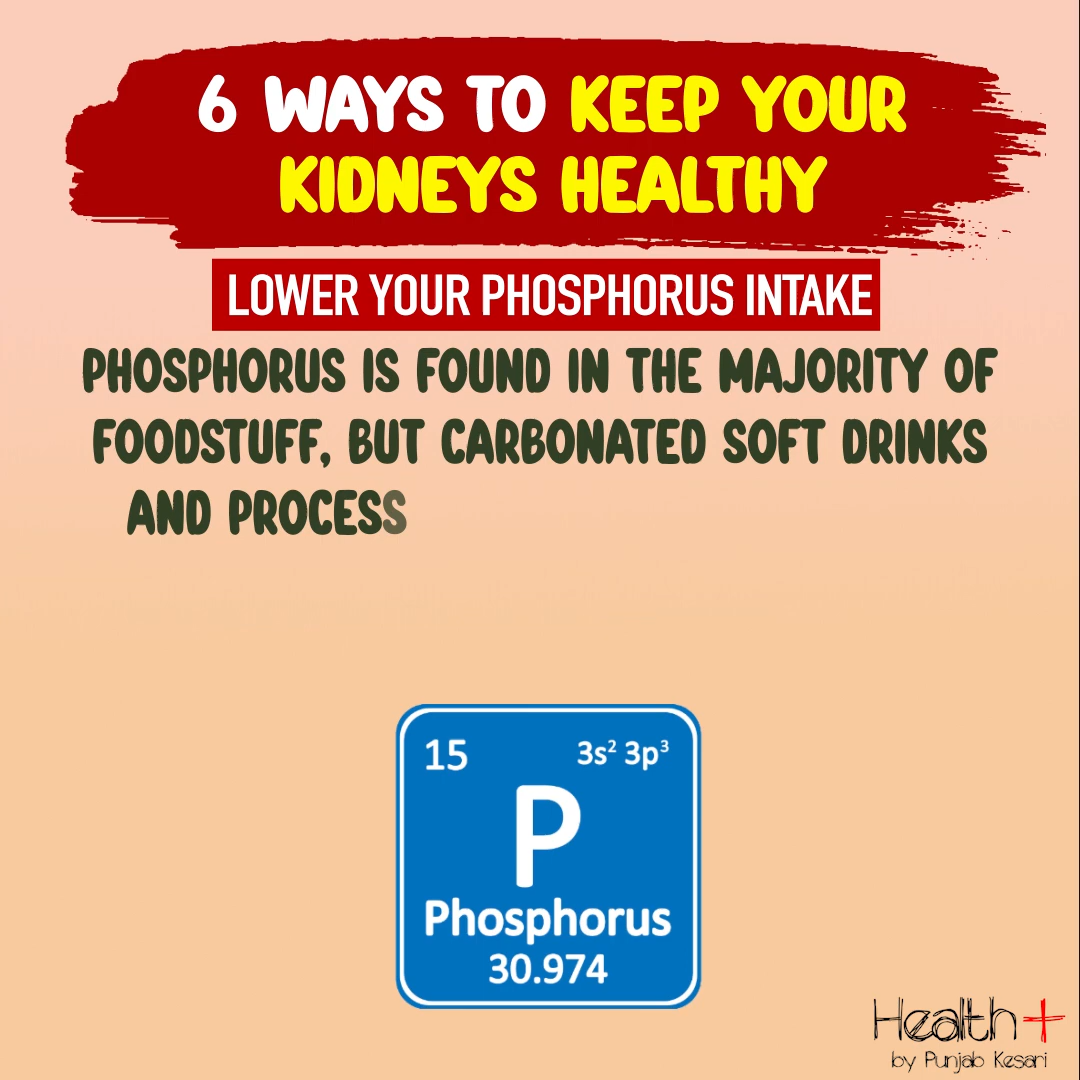 6 WAYS TO KEEP YOUR
KIDNEYS HEALTHY
LOWER YOUR PHOSPHORUS INTAKE
PHOSPHORUS IS FOUND IN THE MAJORITY OF
FOODSTUFF, BUT CARBONATED SOFT DRINKS
AND PROCESS
15 3s² 3p³
P
Phosphorus
30.974
Health+
by Punjab Kesari